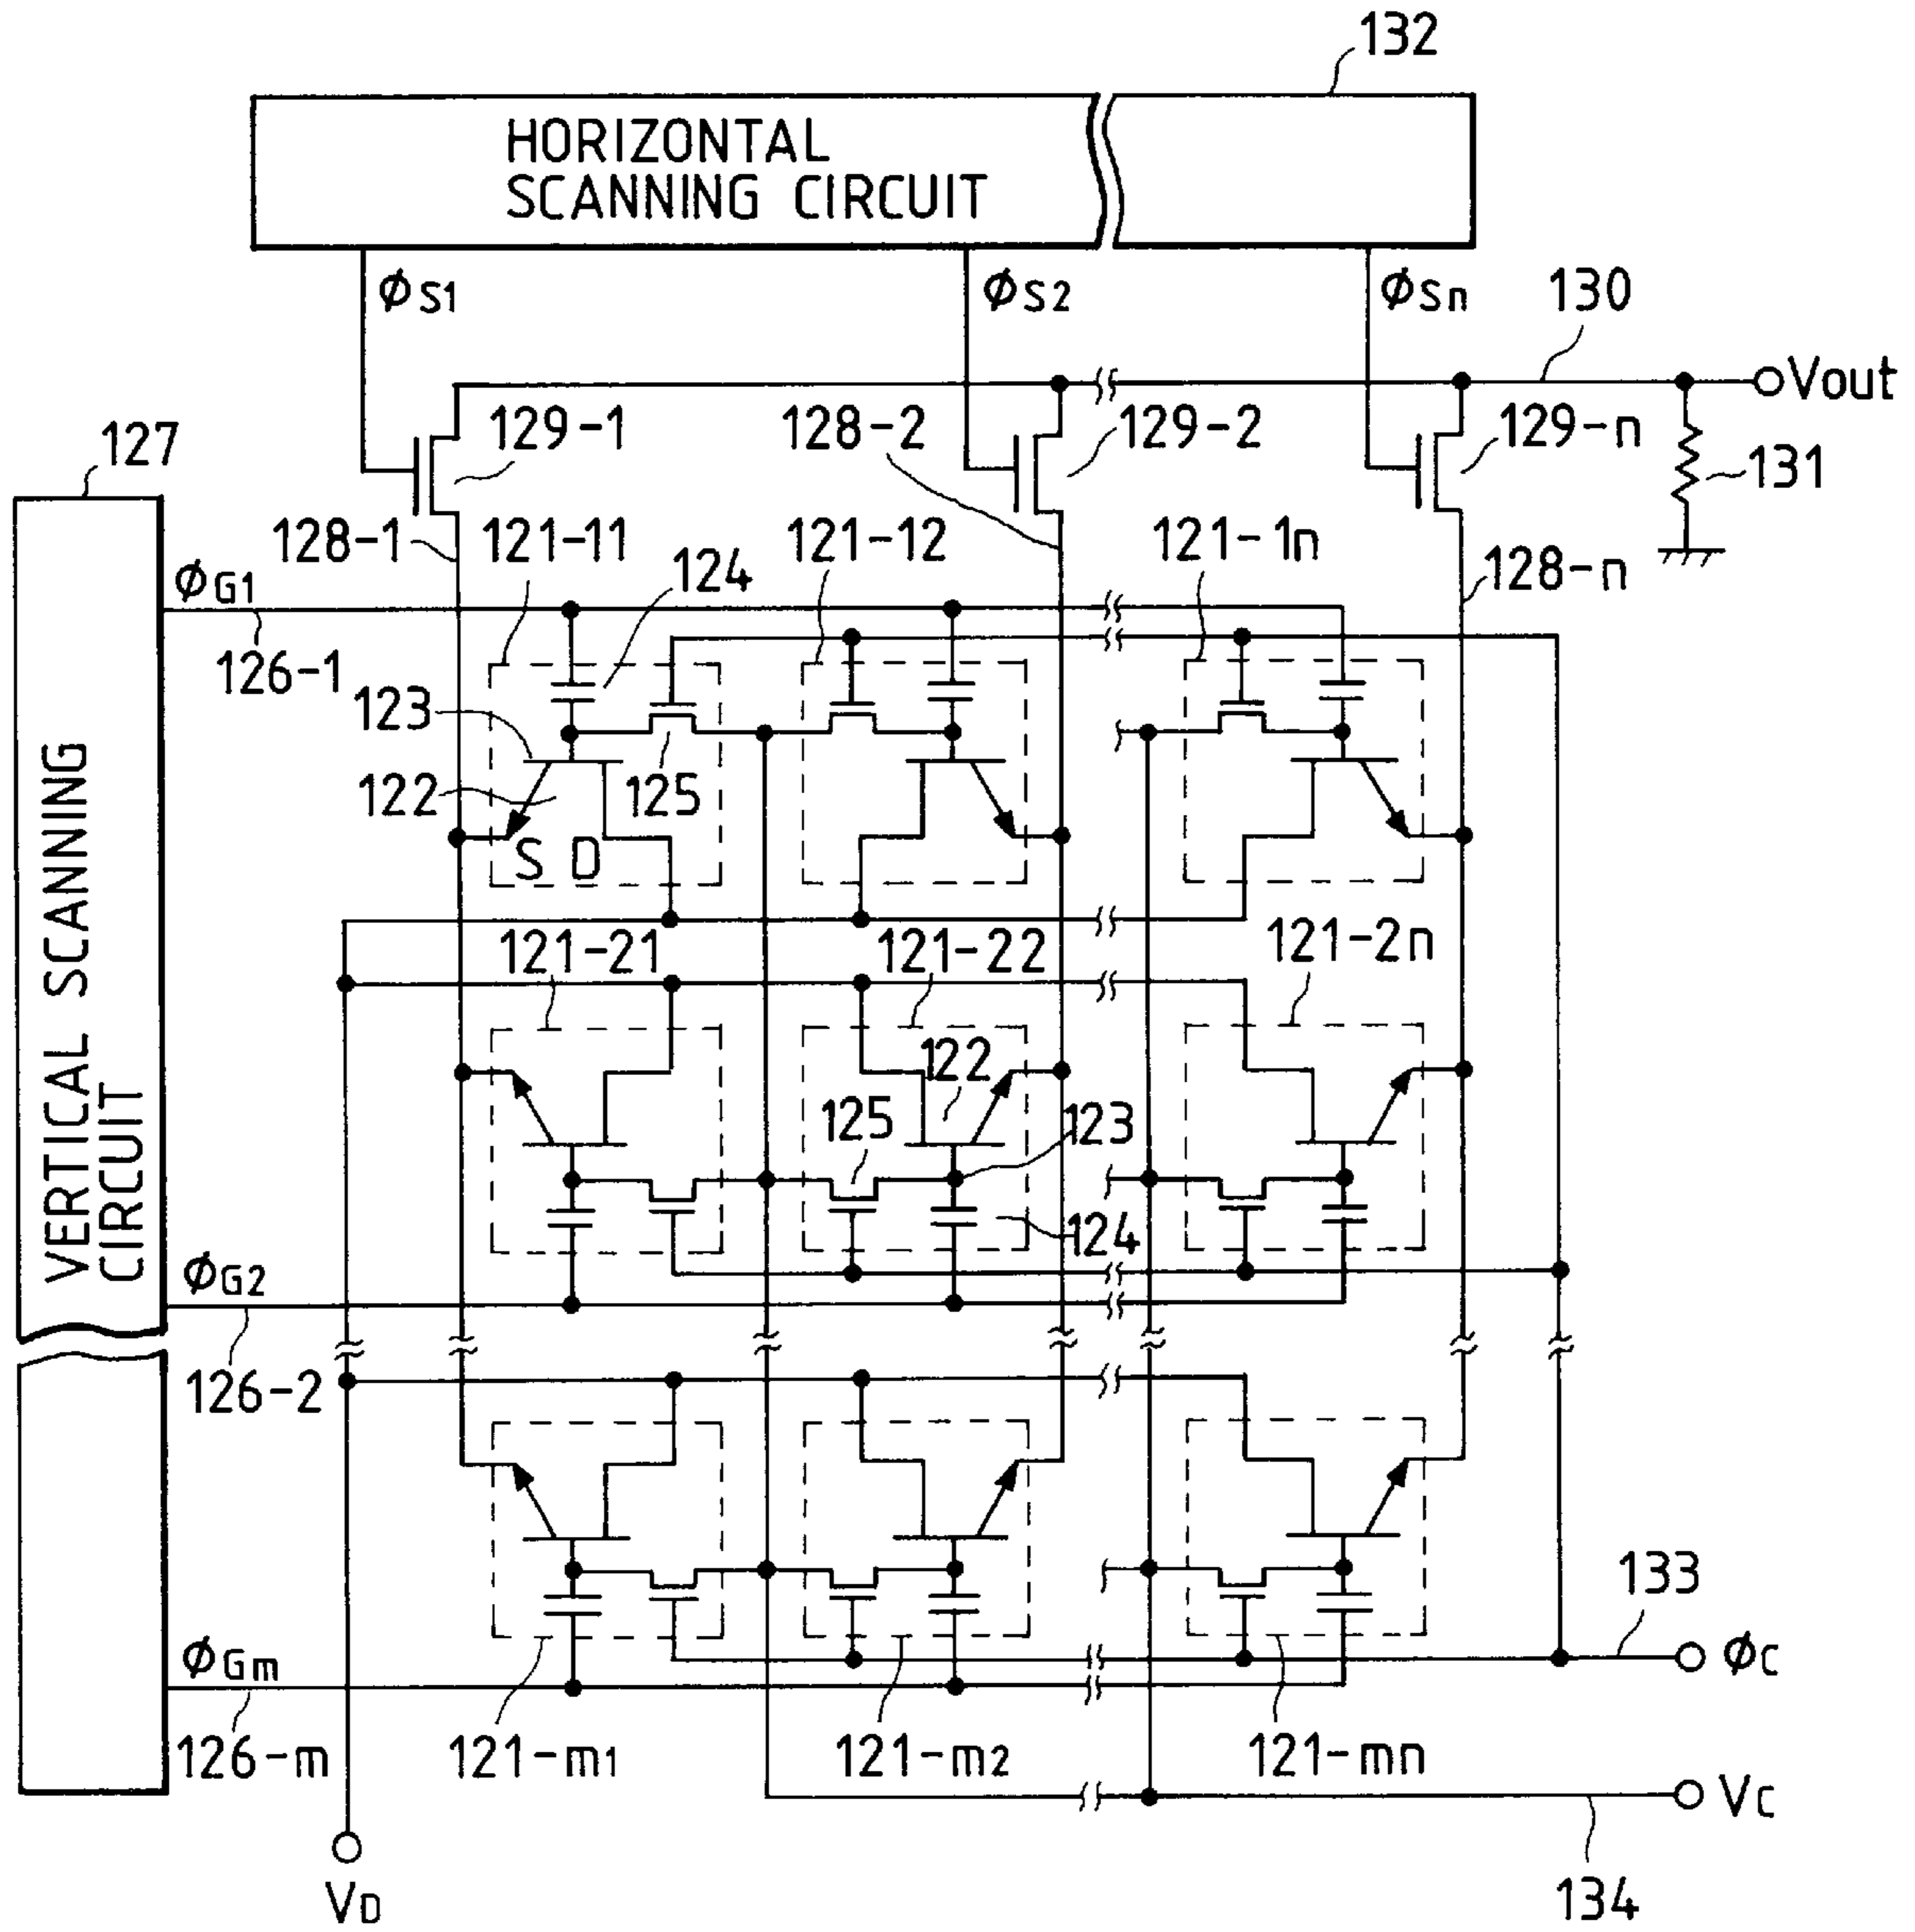 132
HORIZONTAL
SCANNING CIRCUIT
ϕS1
ϕS2
ϕSn
130
Vout
127
129-1
128-2
129-2
129-n
131
128-1
121-11
121-12
121-1n
124
128-n
ϕG1
126-1
123
122
125
S D
VERTICAL SCANNING
CIRCUIT
121-21
121-22
121-2n
122
125
123
124
ϕG2
126-2
133
ϕGm
ϕC
126-m
121-m1
121-m2
121-mn
VC
VD
134